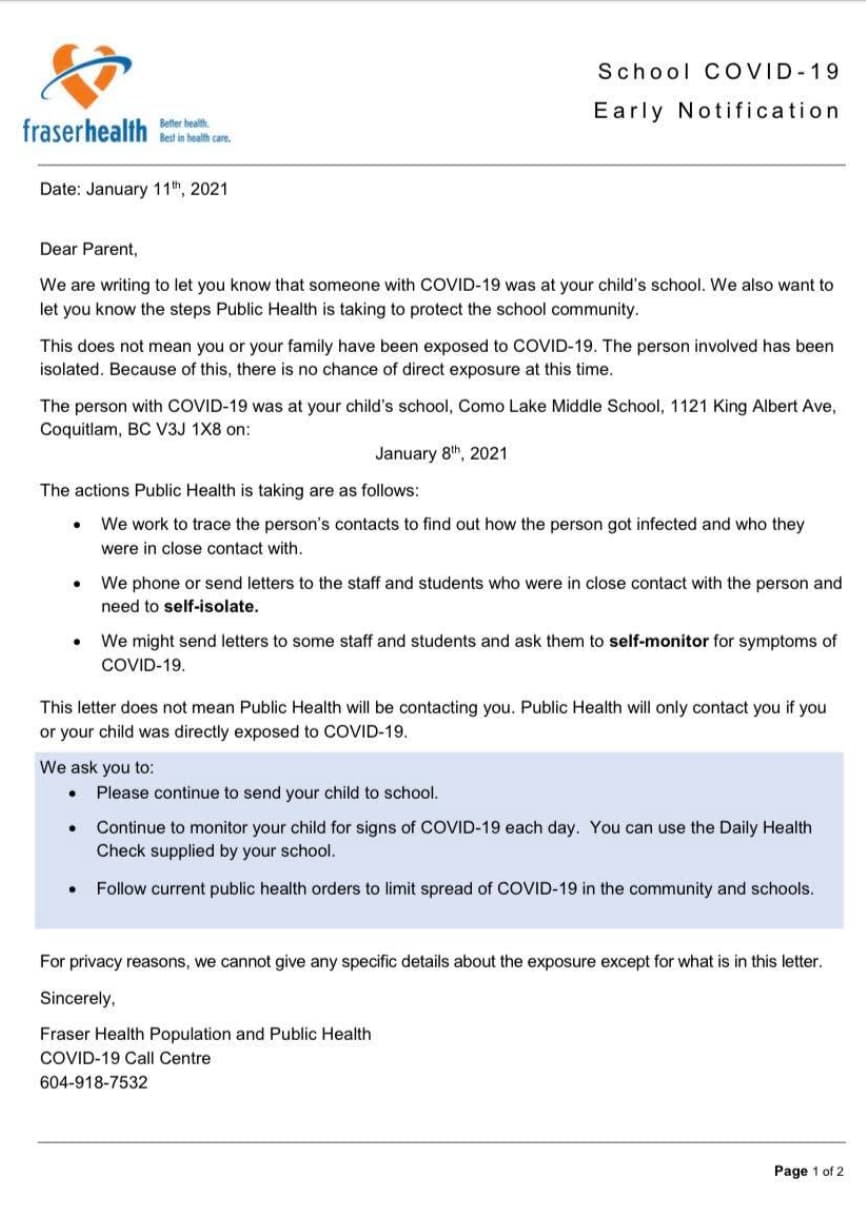 fraserhealth
Better health.
Best in health care.
School COVID-19
Early Notification
Date: January 11th, 2021
Dear Parent,
We are writing to let you know that someone with COVID-19 was at your child's school. We also want to
let you know the steps Public Health is taking to protect the school community.
This does not mean you or your family have been exposed to COVID-19. The person involved has been
isolated. Because of this, there is no chance of direct exposure at this time.
The person with COVID-19 was at your child's school, Como Lake Middle School, 1121 King Albert Ave,
Coquitlam, BC V3J 1X8 on:
January 8th, 2021
The actions Public Health is taking are as follows:
• We work to trace the person's contacts to find out how the person got infected and who they
were in close contact with.
• We phone or send letters to the staff and students who were in close contact with the person and
need to self-isolate.
• We might send letters to some staff and students and ask them to self-monitor for symptoms of
COVID-19.
This letter does not mean Public Health will be contacting you. Public Health will only contact you if you
or your child was directly exposed to COVID-19.
We ask you to:
• Please continue to send your child to school.
• Continue to monitor your child for signs of COVID-19 each day.  You can use the Daily Health
Check supplied by your school.
• Follow current public health orders to limit spread of COVID-19 in the community and schools.
For privacy reasons, we cannot give any specific details about the exposure except for what is in this letter.
Sincerely,
Fraser Health Population and Public Health
COVID-19 Call Centre
604-918-7532
Page 1 of 2